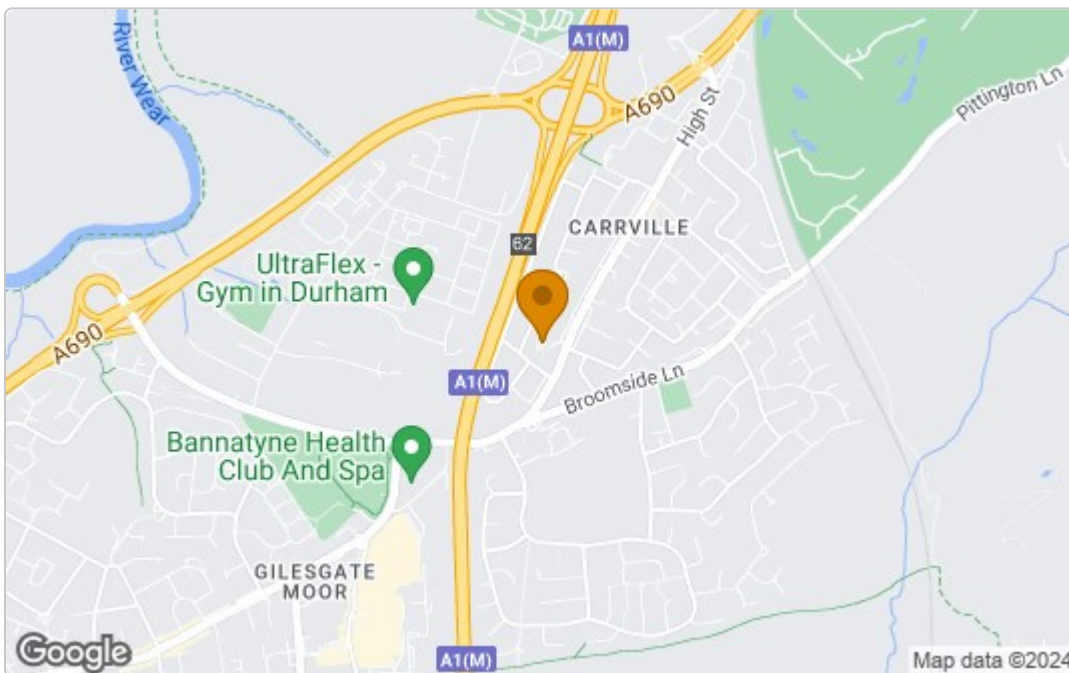 A1(M)
River Wear
A690
High St
Pittington Ln
CARRVILLE
62
UltraFlex -
Gym in Durham
A690
A1(M)
Broomside Ln
Bannatyne Health
Club And Spa
GILESGATE
MOOR
A1(M)
Google
Map data ©2024